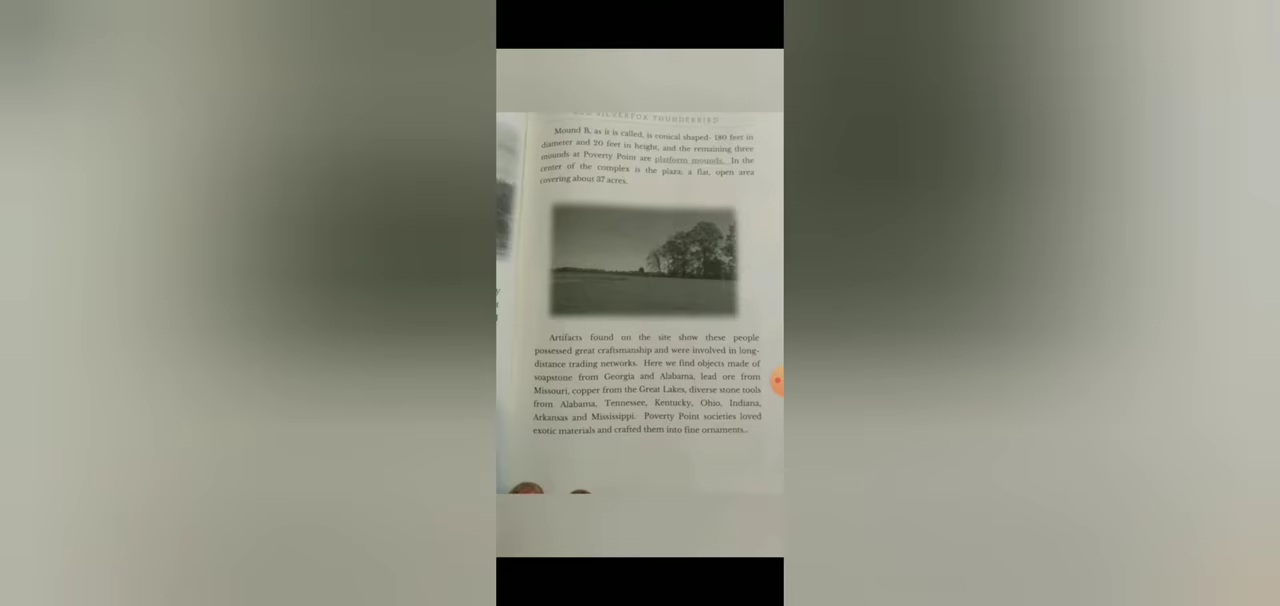 SILVERFOX THUNDERBIRD
Mound B, as it is called, is conical shaped- 180 feet in
diameter and 20 feet in height, and the remaining three
mounds at Poverty Point are platform mounds. In the
center of the complex is the plaza; a flat, open area
covering about 37 acres.
Artifacts found on the site show these people
possessed great craftsmanship and were involved in long-
distance trading networks. Here we find objects made of
soapstone from Georgia and Alabama, lead ore from
Missouri, copper from the Great Lakes, diverse stone tools
from Alabama, Tennessee, Kentucky, Ohio, Indiana,
Arkansas and Mississippi. Poverty Point societies loved
exotic materials and crafted them into fine ornaments..